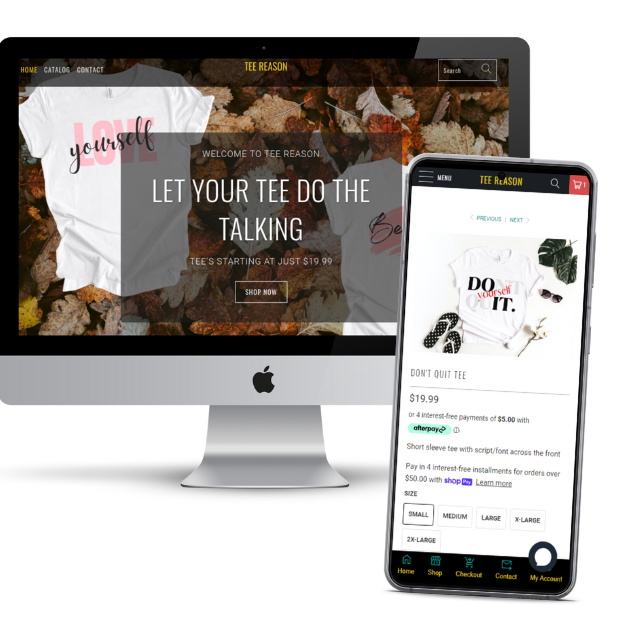 HOME CATALOG CONTACT
TEE REASON
Search
LOVE
yourself
WELCOME TO TEE REASON
LET YOUR TEE DO THE
TALKING
TEE'S STARTING AT JUST $19.99
SHOP NOW
Be
MENU
TEE REASON
1
PREVIOUS | NEXT
DON'T
QUIT.
yourself
DON'T QUIT TEE
$19.99
or 4 interest-free payments of $5.00 with
afterpay
Short sleeve tee with script/font across the front
Pay in 4 interest-free installments for orders over
$50.00 with shop Pay Learn more
SIZE
SMALL MEDIUM LARGE X-LARGE
2X-LARGE
Home Shop Checkout Contact My Account